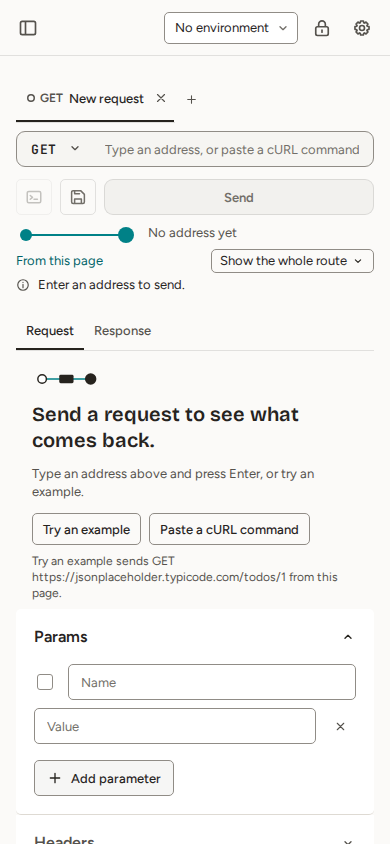 No environment
GET New request
GET
Type an address, or paste a cURL command
Send
No address yet
From this page
Show the whole route
Enter an address to send.
Request
Response
Send a request to see what
comes back.
Type an address above and press Enter, or try an
example.
Try an example
Paste a cURL command
Try an example sends GET
https://jsonplaceholder.typicode.com/todos/1 from this
page.
Params
Name
Value
Add parameter
Headers